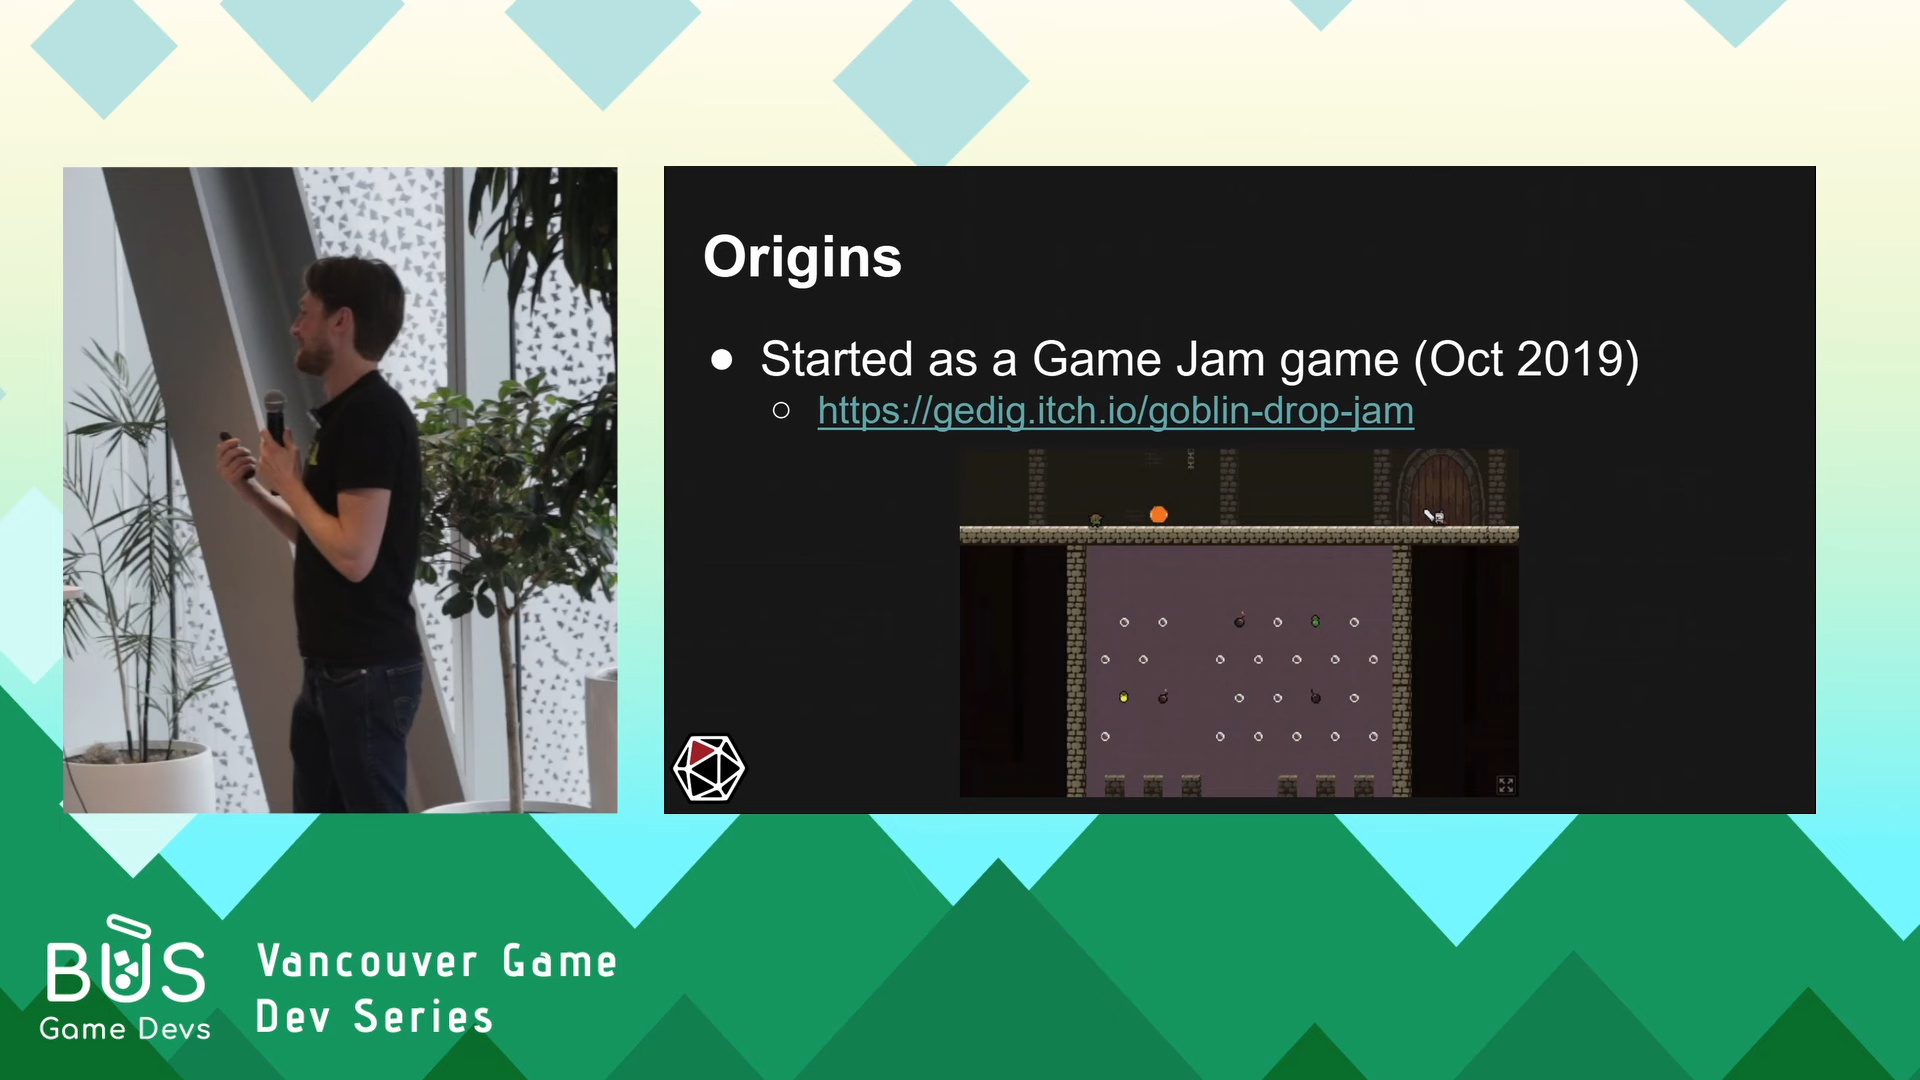 Origins
● Started as a Game Jam game (Oct 2019)
○ https://gedig.itch.io/goblin-drop-jam
BUS
Game Devs
Vancouver Game
Dev Series